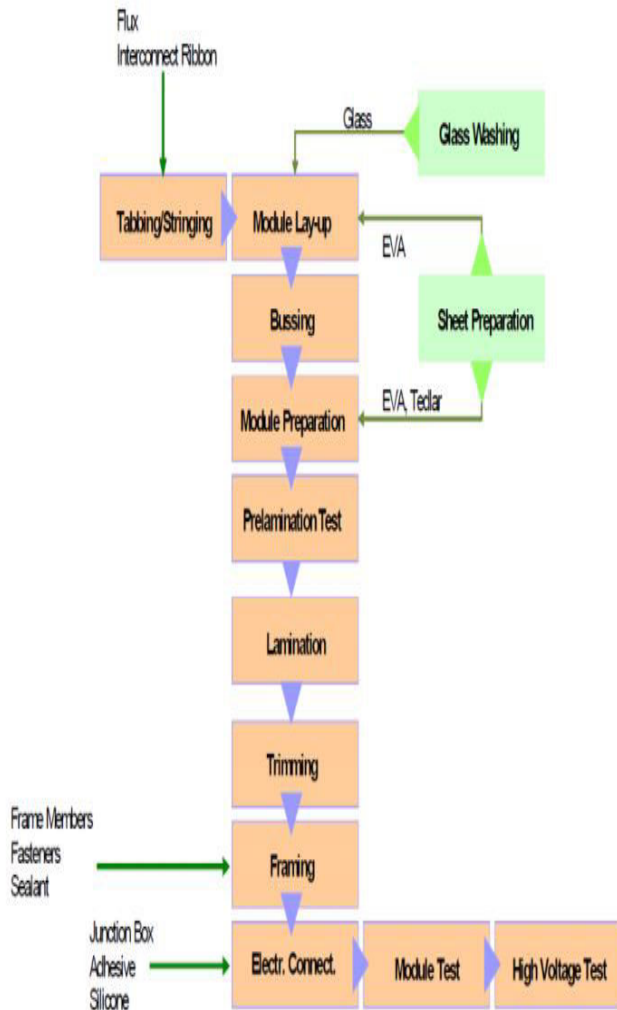 Flux
Interconnect Ribbon
Glass
Glass Washing
Tabbing/Stringing
Module Lay-up
EVA
Bussing
Sheet Preparation
EVA, Tedlar
Module Preparation
Prelamination Test
Lamination
Trimming
Frame Members
Fasteners
Sealant
Framing
Junction Box
Adhesive
Silicone
Electr. Connect.
Module Test
High Voltage Test